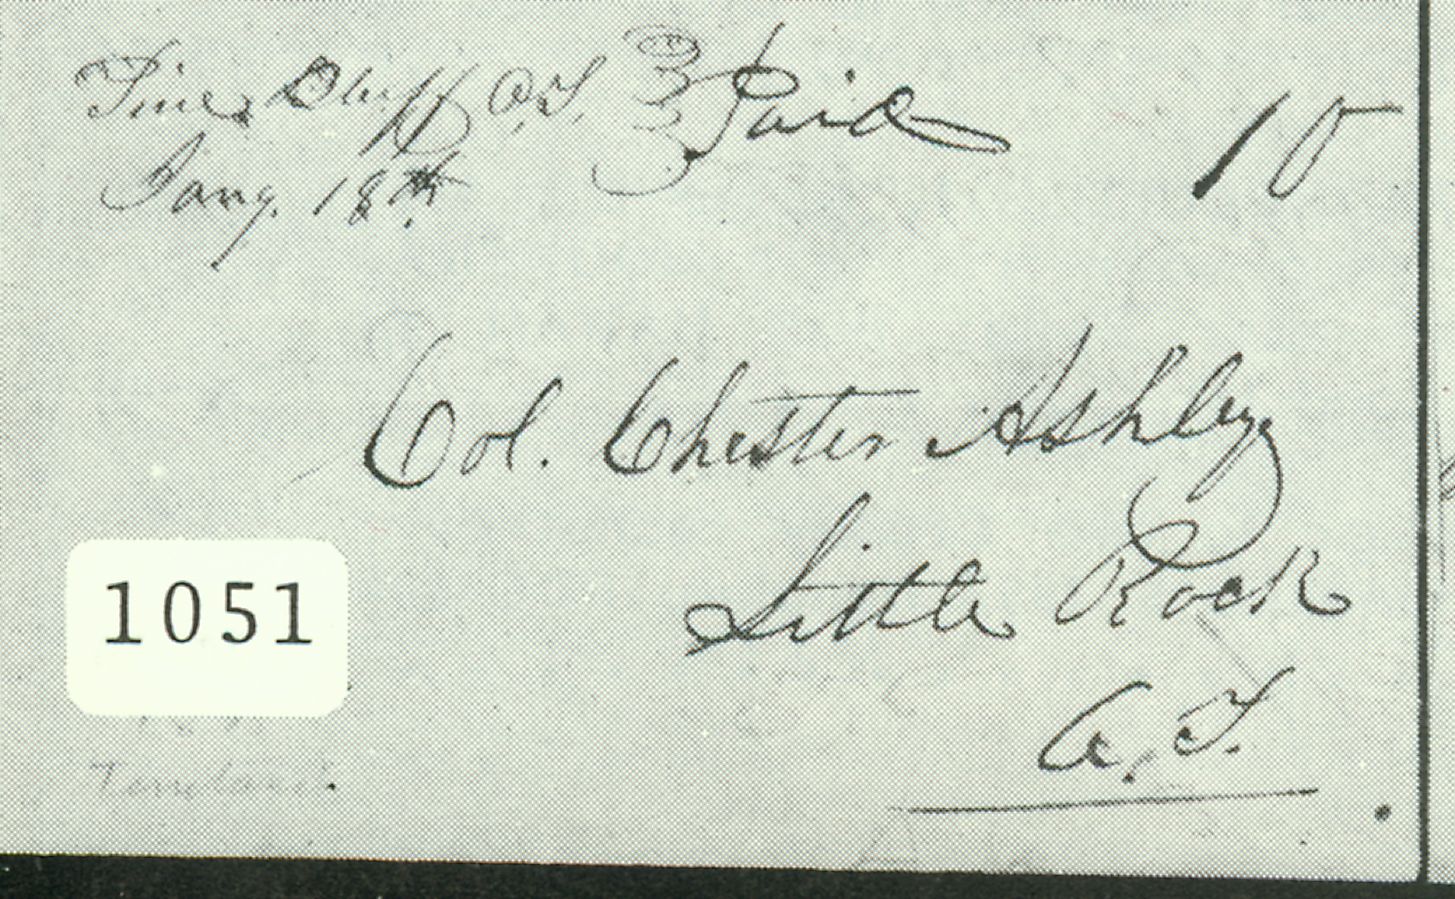 Pine Bluff A.T. Paid 10
Jany. 18th
Col. Chester Ashley
Little Rock
A.T.
1051